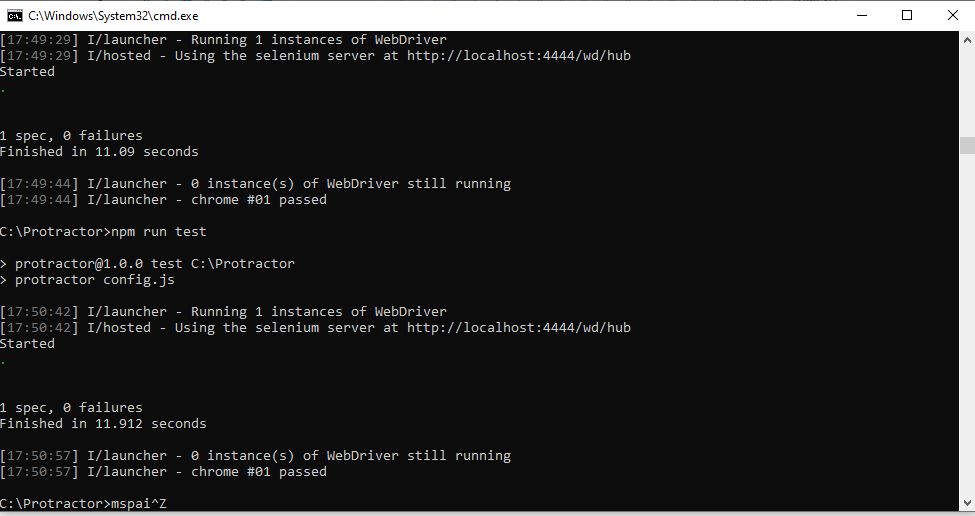 C:\Windows\System32\cmd.exe
[17:49:29] I/launcher - Running 1 instances of WebDriver
[17:49:29] I/hosted - Using the selenium server at http://localhost:4444/wd/hub
Started
.
1 spec, 0 failures
Finished in 11.09 seconds
[17:49:44] I/launcher - 0 instance(s) of WebDriver still running
[17:49:44] I/launcher - chrome #01 passed
C:\Protractor>npm run test
> protractor@1.0.0 test C:\Protractor
> protractor config.js
[17:50:42] I/launcher - Running 1 instances of WebDriver
[17:50:42] I/hosted - Using the selenium server at http://localhost:4444/wd/hub
Started
.
1 spec, 0 failures
Finished in 11.912 seconds
[17:50:57] I/launcher - 0 instance(s) of WebDriver still running
[17:50:57] I/launcher - chrome #01 passed
C:\Protractor>mspai^Z